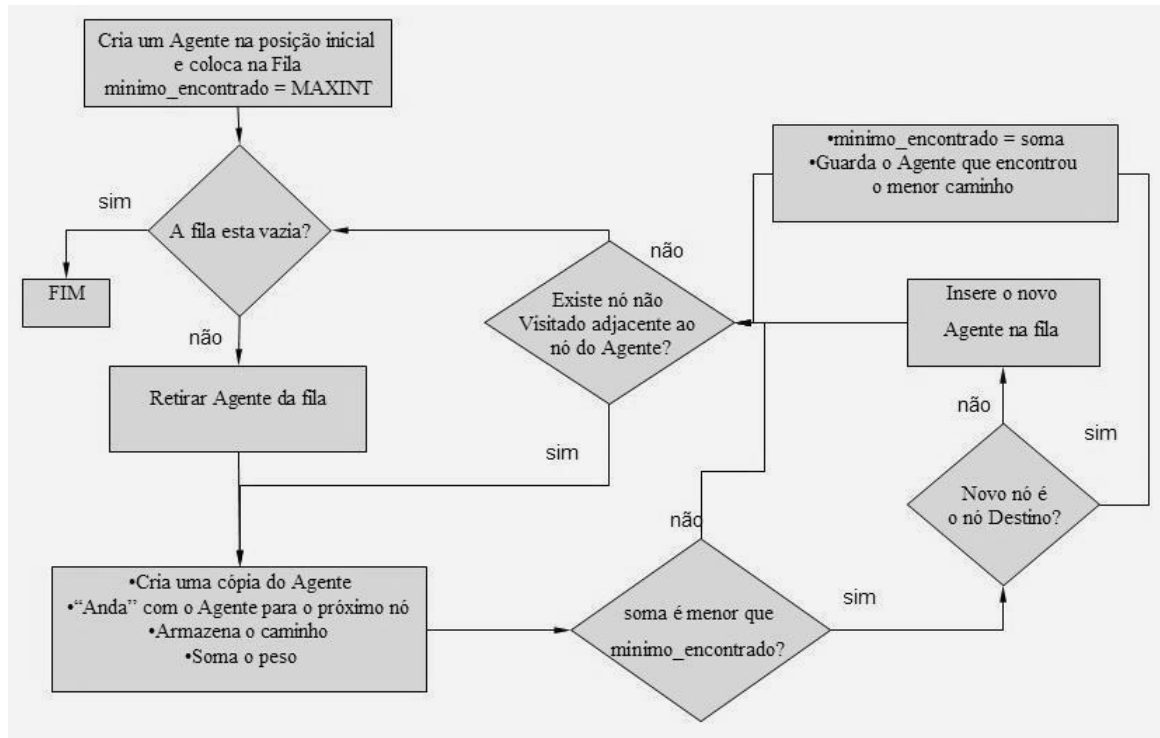 Cria um Agente na posição inicial
e coloca na Fila
minimo_encontrado = MAXINT
sim
A fila esta vazia?
FIM
não
Retirar Agente da fila
•Cria uma cópia do Agente
•“Anda” com o Agente para o próximo nó
•Armazena o caminho
•Soma o peso
soma é menor que
minimo_encontrado?
não
sim
Novo nó é
o nó Destino?
não
sim
Insere o novo
Agente na fila
•minimo_encontrado = soma
•Guarda o Agente que encontrou
o menor caminho
Existe nó não
Visitado adjacente ao
nó do Agente?
não
sim